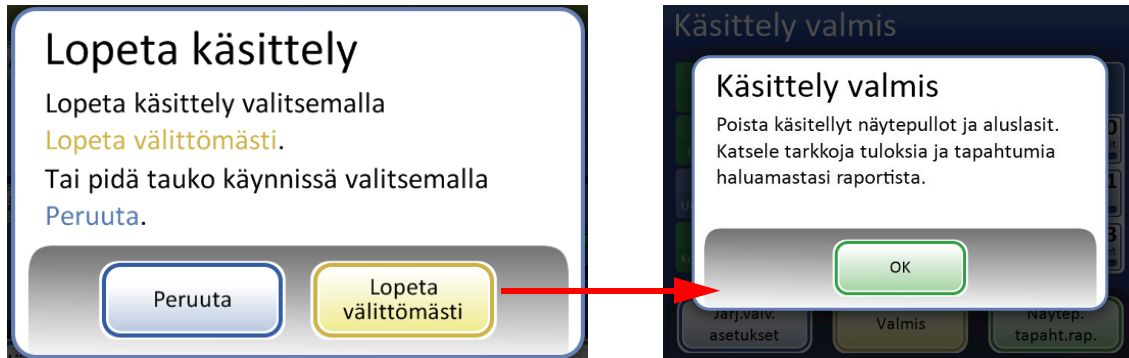 Lopeta käsittely
Lopeta käsittely valitsemalla
Lopeta välittömästi.
Tai pidä tauko käynnissä valitsemalla
Peruuta.
Peruuta
Lopeta
välittömästi
Käsittely valmis
Käsittely valmis
Poista käsitellyt näytepullot ja aluslasit.
Katsele tarkkoja tuloksia ja tapahtumia
haluamastasi raportista.
OK
Järj.valv.
asetukset
Valmis
Näytep.
tapaht.rap.